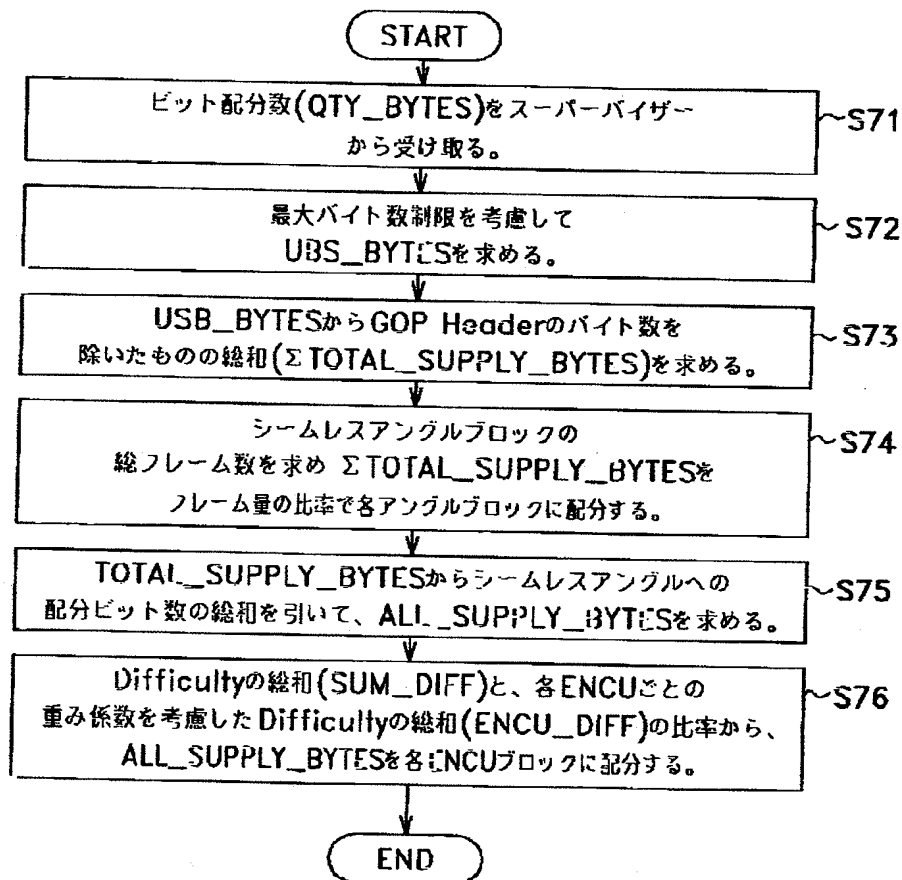 START
ビット配分数(QTY_BYTES)をスーパーバイザー
から受け取る。
~S71
最大バイト数制限を考慮して
UBS_BYTESを求める。
~S72
USB_BYTESからGOP Headerのバイト数を
除いたものの総和(ΣTOTAL_SUPPLY_BYTES)を求める。
~S73
シームレスアングルブロックの
総フレーム数を求め ΣTOTAL_SUPPLY_BYTESを
フレーム量の比率で各アングルブロックに配分する。
~S74
TOTAL_SUPPLY_BYTESからシームレスアングルへの
配分ビット数の総和を引いて、ALL_SUPPLY_BYTESを求める。
~S75
Difficultyの総和(SUM_DIFF)と、各ENCUごとの
重み係数を考慮したDifficultyの総和(ENCU_DIFF)の比率から、
ALL_SUPPLY_BYTESを各ENCUブロックに配分する。
~S76
END